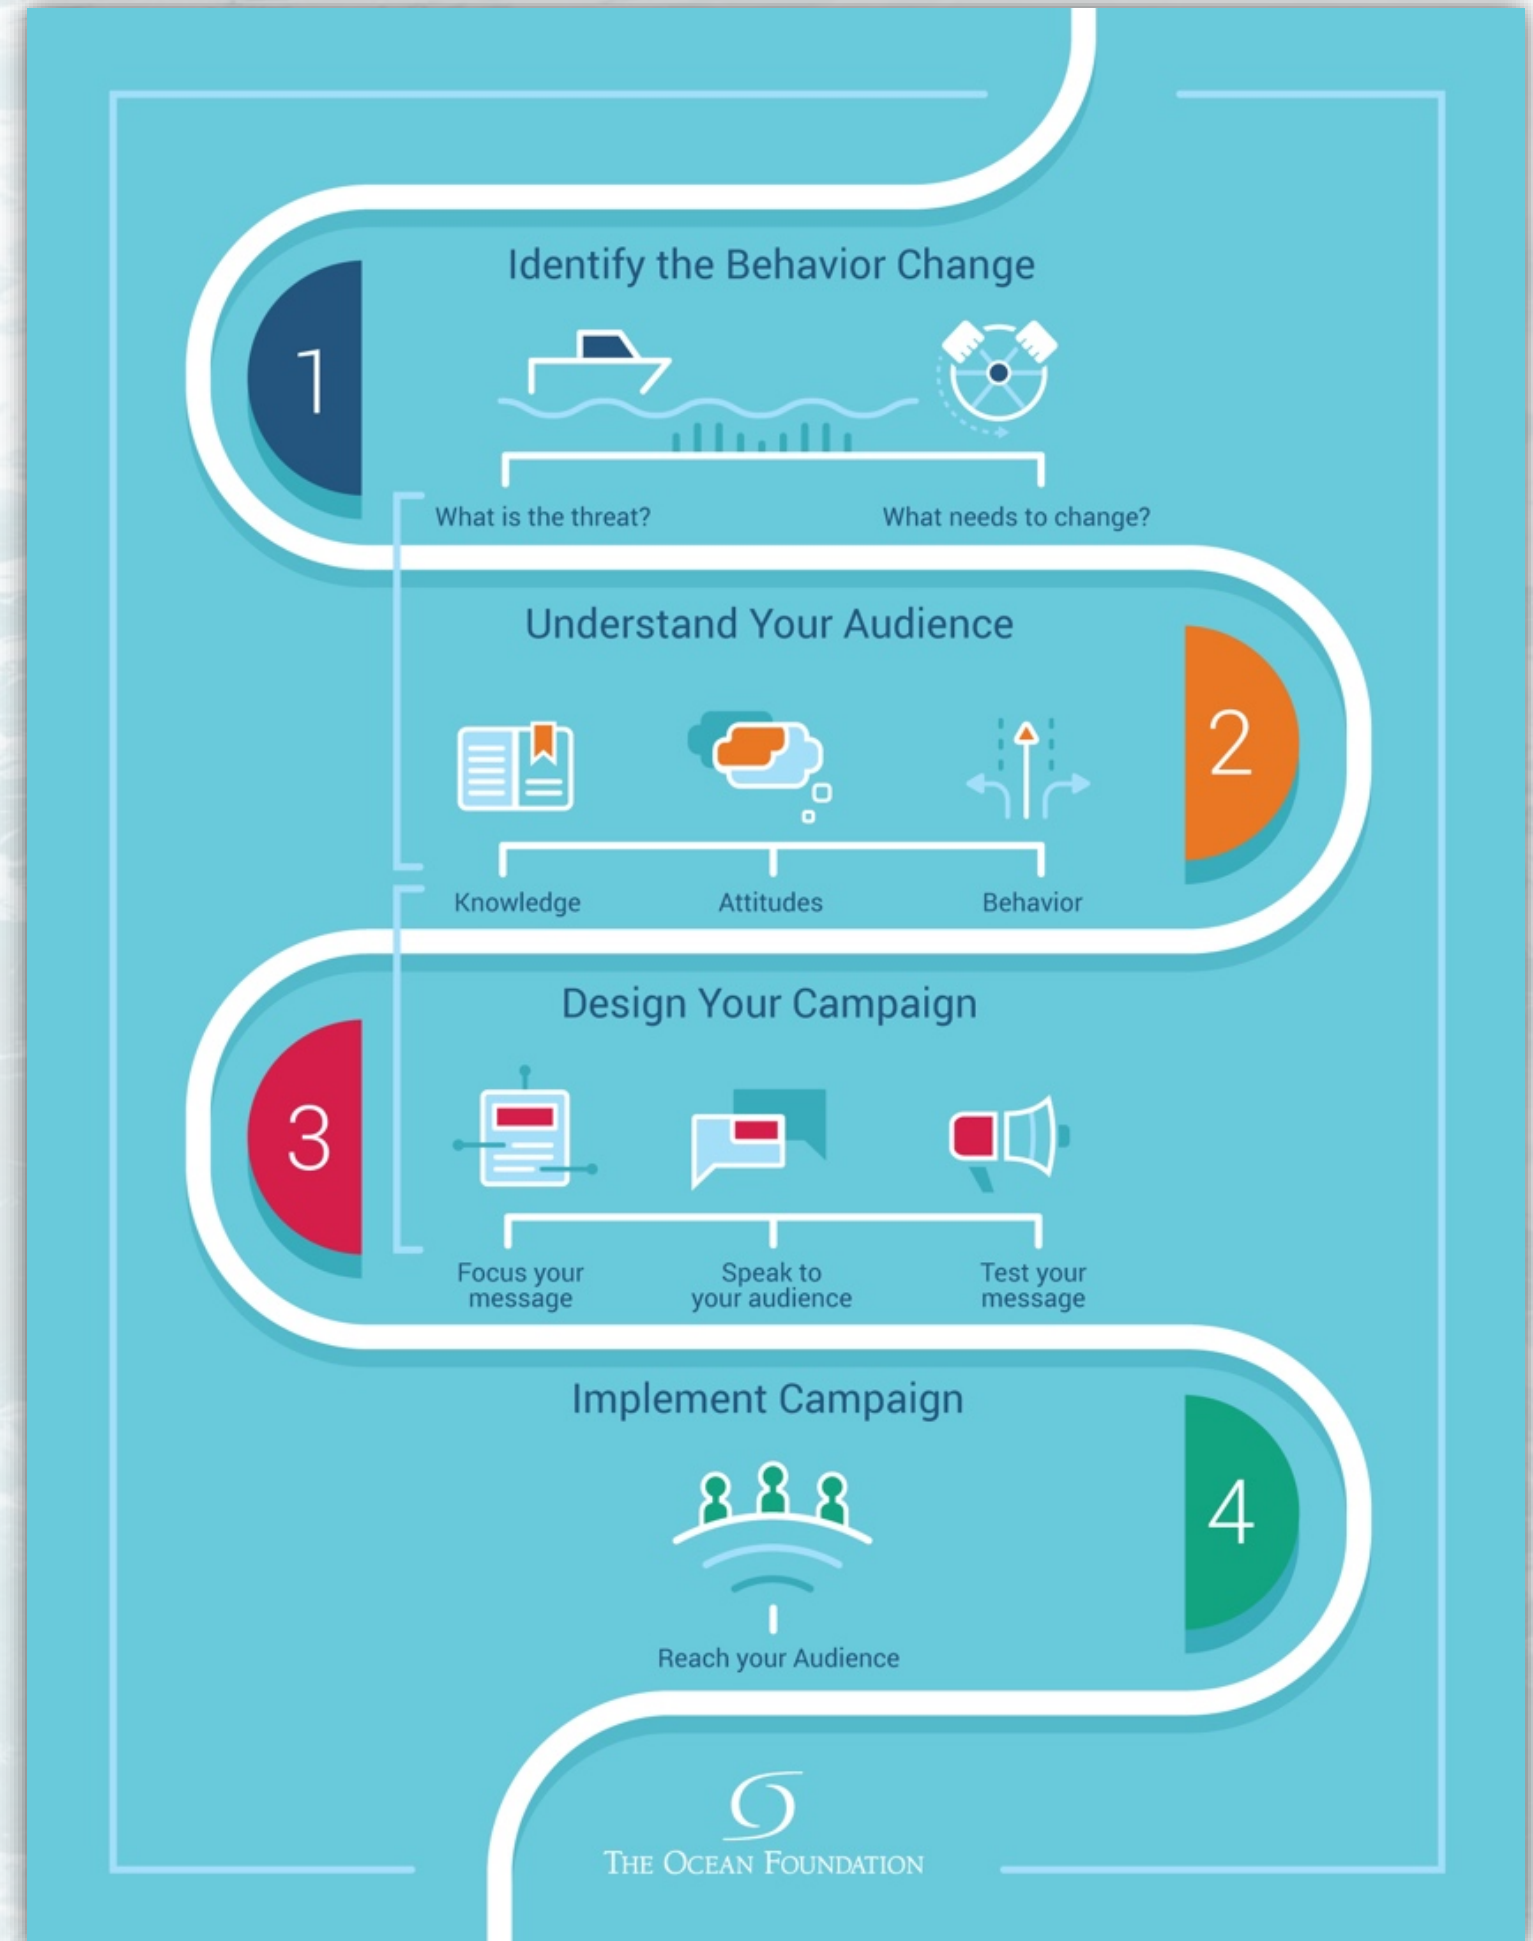 Identify the Behavior Change
1
What is the threat?
What needs to change?
Understand Your Audience
2
Knowledge
Attitudes
Behavior
Design Your Campaign
3
Focus your
message
Speak to
your audience
Test your
message
Implement Campaign
4
Reach your Audience
THE OCEAN FOUNDATION